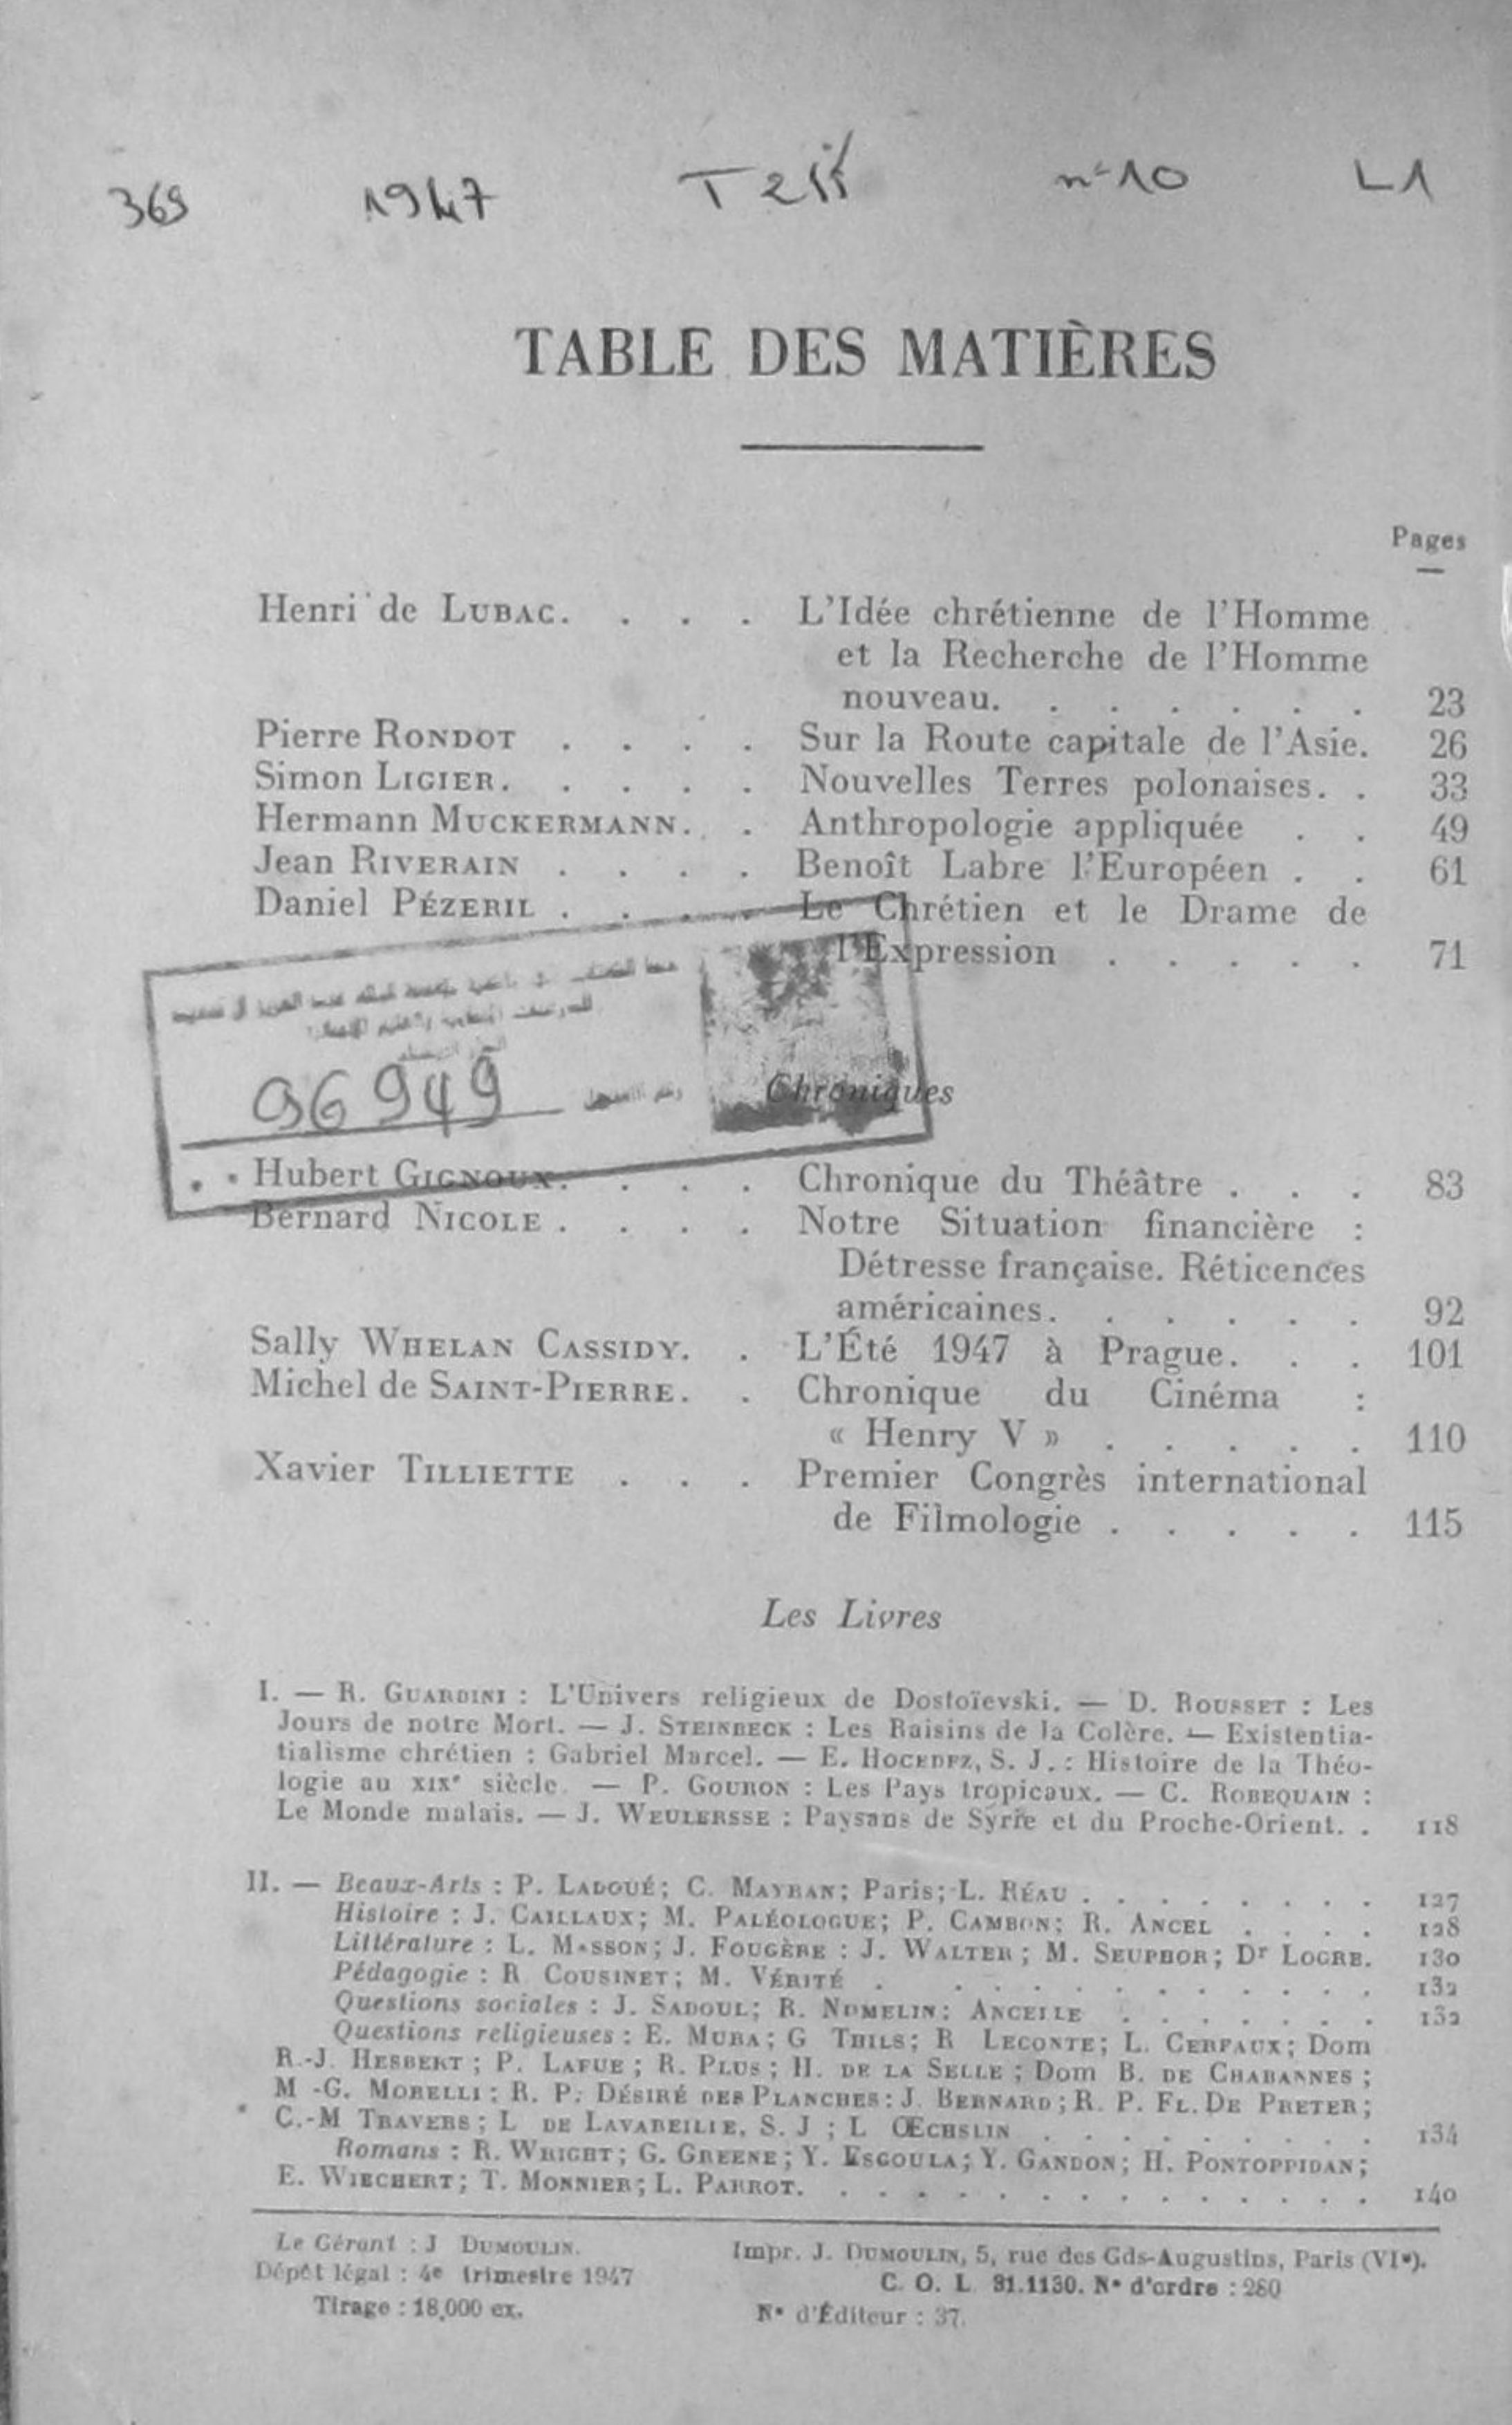 369 1947 T2 n°10 L1
TABLE DES MATIÈRES
Pages
Henri de LUBAC. . . . L'Idée chrétienne de l'Homme
et la Recherche de l'Homme
nouveau. . . . . . . 23
Pierre RONDOT . . . . Sur la Route capitale de l'Asie. 26
Simon LIGIER. . . . . Nouvelles Terres polonaises. . 33
Hermann MUCKERMANN. . Anthropologie appliquée . . 49
Jean RIVERAIN . . . . Benoît Labre l'Européen . . 61
Daniel PÉZERIL . . . . Le Chrétien et le Drame de
l'Expression . . . . . 71
96949
رقم التسجيل
Chroniques
Hubert GIGNOUX. . . . Chronique du Théâtre . . . 83
Bernard NICOLE . . . . Notre Situation financière :
Détresse française. Réticences
américaines. . . . . . 92
Sally WHELAN CASSIDY. . L'Été 1947 à Prague. . . 101
Michel de SAINT-PIERRE. . Chronique du Cinéma :
« Henry V » . . . . . 110
Xavier TILLIETTE . . . Premier Congrès international
de Filmologie . . . . . 115
Les Livres
I. — R. GUARDINI : L'Univers religieux de Dostoïevski. — D. ROUSSET : Les
Jours de notre Mort. — J. STEINBECK : Les Raisins de la Colère. — Existentia-
tialisme chrétien : Gabriel Marcel. — E. HOCEDEZ, S. J. : Histoire de la Théo-
logie au XIXe siècle. — P. GOURON : Les Pays tropicaux. — C. ROBEQUAIN :
Le Monde malais. — J. WEULERSSE : Paysans de Syrie et du Proche-Orient. . 118
II. — Beaux-Arts : P. LADOUÉ; C. MAYRAN; Paris; L. RÉAU . . . . . . . . 127
Histoire : J. CAILLAUX; M. PALÉOLOGUE; P. CAMBON; R. ANCEL . . . . 128
Littérature : L. MASSON; J. FOUGÈRE : J. WALTER; M. SEUPHOR; Dr LOGRE. 130
Pédagogie : R. COUSINET; M. VÉRITÉ . . . . . . . . . . . 132
Questions sociales : J. SADOUL; R. NUMELIN; ANCELLE . . . . . . . 132
Questions religieuses : E. MURA; G THILS; R LECONTE; L. CERFAUX; Dom
R.-J. HESBERT; P. LAFUE; R. PLUS; H. DE LA SELLE; Dom B. DE CHABANNES;
M -G. MORELLI; R. P. DÉSIRÉ DES PLANCHES; J. BERNARD; R. P. FL. DE PRETER;
C.-M TRAVERS; L DE LAVAREILLE, S. J ; L ŒCHSLIN . . . . . . . . . 134
Romans : R. WRIGHT; G. GREENE; Y. ESCOULA; Y. GANDON; H. PONTOPPIDAN;
E. WIECHERT; T. MONNIER; L. PARROT. . . . . . . . . . . . . . . 140
Le Gérant : J DUMOULIN. Impr. J. DUMOULIN, 5, rue des Gds-Augustins, Paris (VIe).
Dépôt légal : 4e trimestre 1947 C. O. L 31.1130. N° d'ordre : 260
Tirage : 18,000 ex. N° d'Éditeur : 37.